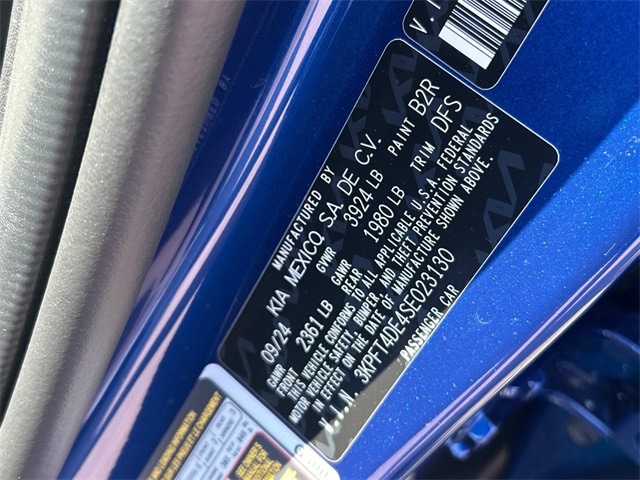 MANUFACTURED BY
09/24 KIA MEXICO, S.A. DE C.V.
GVWR 3924 LB PAINT B2R
FRONT 2361 LB GAWR REAR 1980 LB TRIM DFS
THIS VEHICLE CONFORMS TO ALL APPLICABLE U.S.A. FEDERAL
MOTOR VEHICLE SAFETY, BUMPER, AND THEFT PREVENTION STANDARDS
IN EFFECT ON THE DATE OF MANUFACTURE SHOWN ABOVE.
V.I.N. 3KPFT4DE4SE023130
PASSENGER CAR